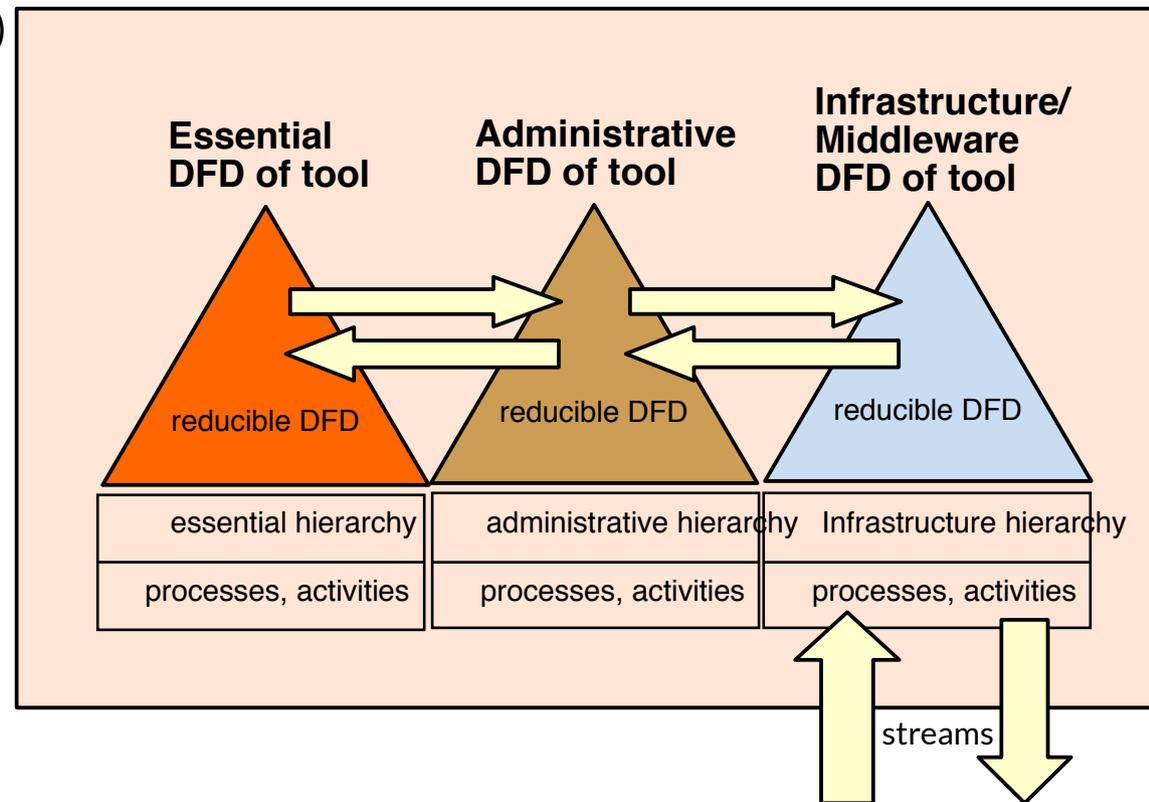 )
Essential
DFD of tool
Administrative
DFD of tool
Infrastructure/
Middleware
DFD of tool
reducible DFD
reducible DFD
reducible DFD
essential hierarchy
administrative hierarchy
Infrastructure hierarchy
processes, activities
processes, activities
processes, activities
streams